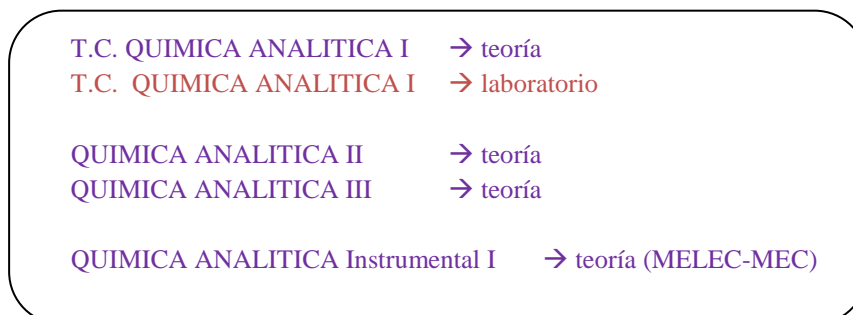 T.C. QUIMICA ANALITICA I → teoría
T.C. QUIMICA ANALITICA I → laboratorio
QUIMICA ANALITICA II → teoría
QUIMICA ANALITICA III → teoría
QUIMICA ANALITICA Instrumental I → teoría (MELEC-MEC)